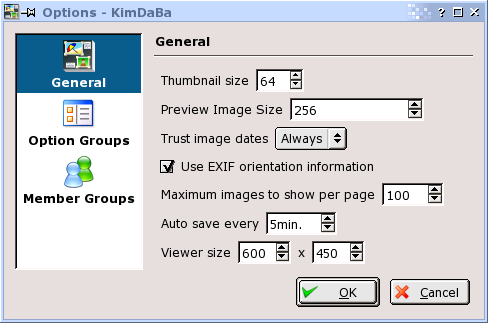 Options - KimDaBa
General
Option Groups
Member Groups
General
Thumbnail size 64
Preview Image Size 256
Trust image dates Always
Use EXIF orientation information
Maximum images to show per page 100
Auto save every 5min.
Viewer size 600 x 450
OK Cancel